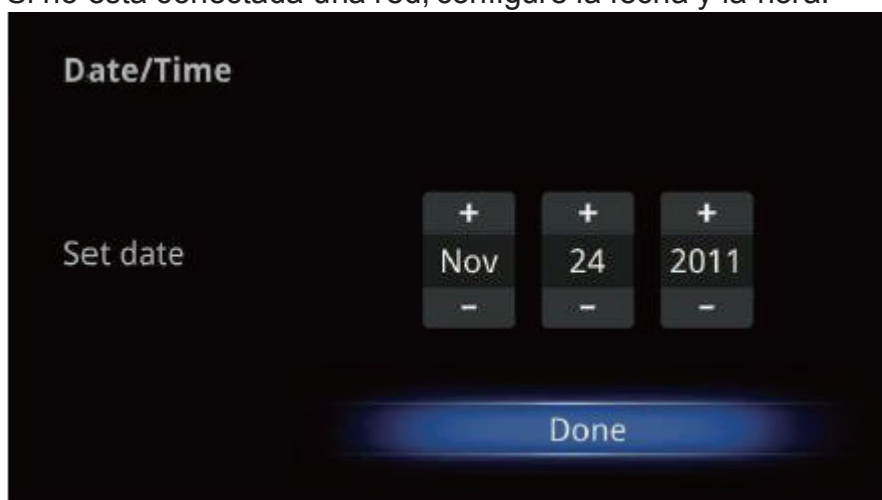 Si no está conectada una red, configure la fecha y la hora.
Date/Time
+ + +
Set date Nov 24 2011
- - -
Done